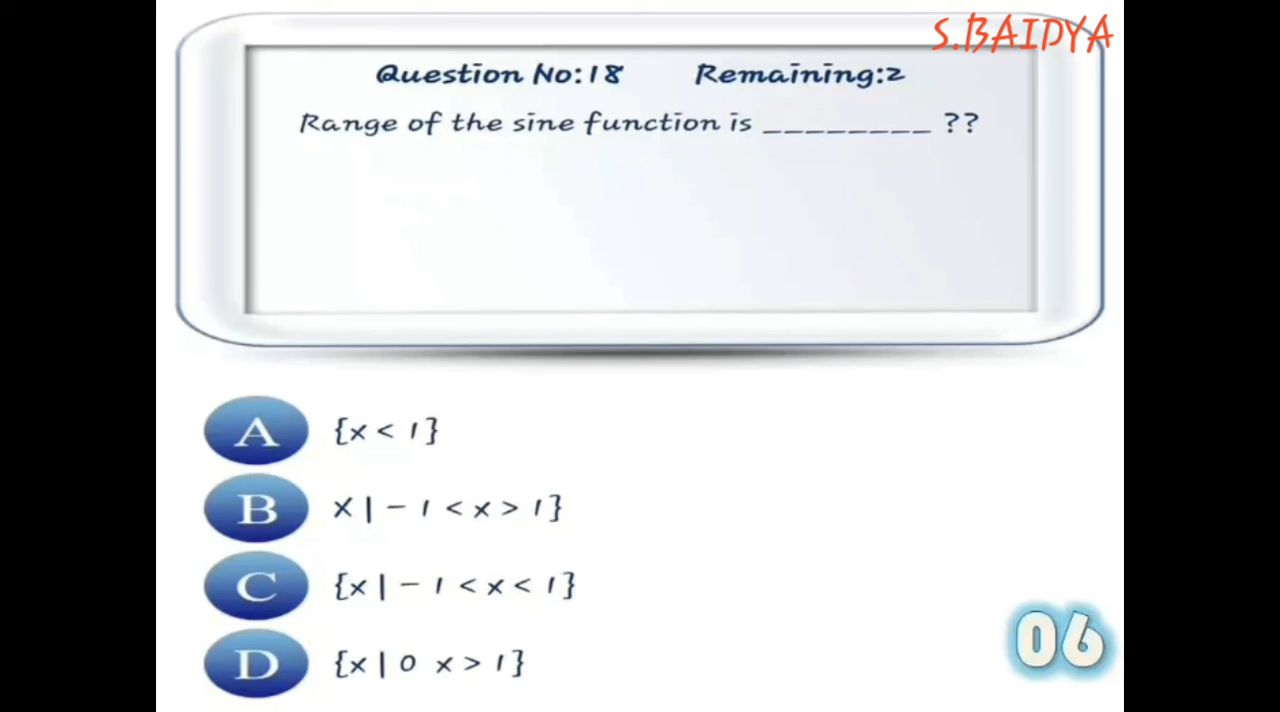 S.BAIDYA
Question No:18 Remaining:2
Range of the sine function is ________ ??
A {x < 1}
B X | - 1 < x > 1}
C {x | - 1 < x < 1}
D {x | 0 x > 1}
06